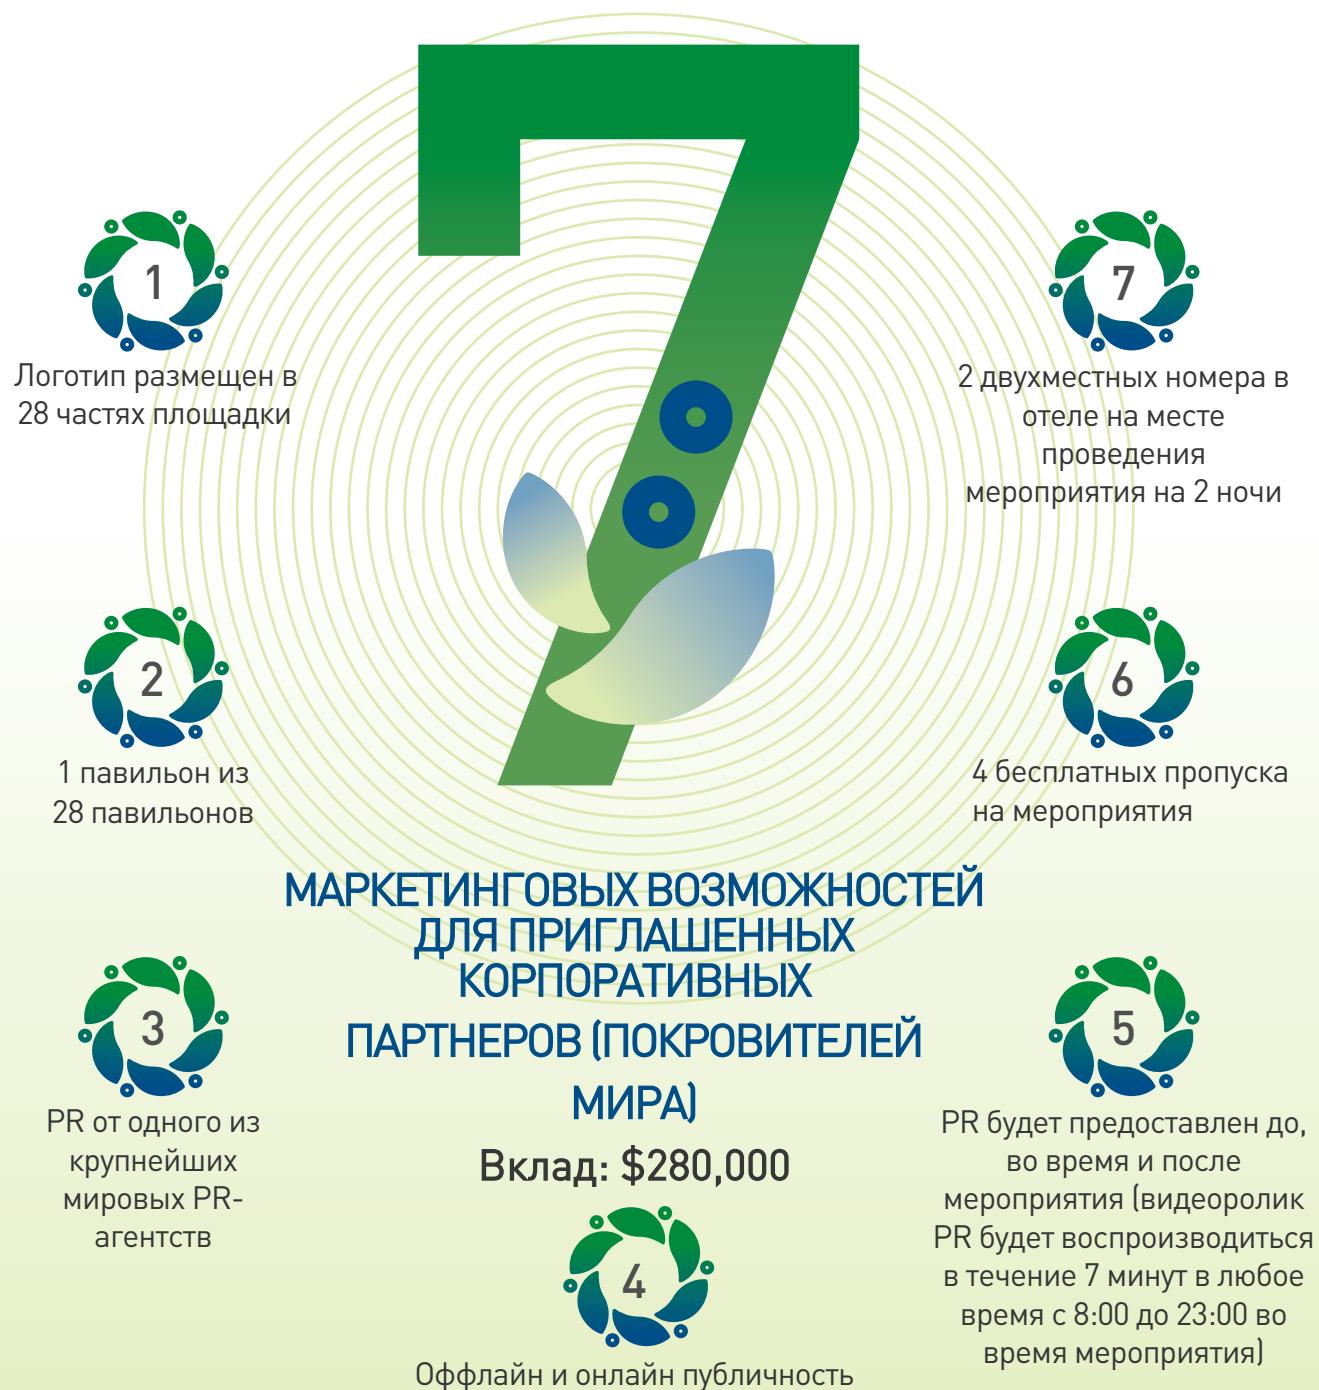 7
1
Логотип размещен в
28 частях площадки
2
1 павильон из
28 павильонов
3
PR от одного из
крупнейших
мировых PR-
агентств
МАРКЕТИНГОВЫХ ВОЗМОЖНОСТЕЙ
ДЛЯ ПРИГЛАШЕННЫХ
КОРПОРАТИВНЫХ
ПАРТНЕРОВ (ПОКРОВИТЕЛЕЙ
МИРА)
Вклад: $280,000
4
Оффлайн и онлайн публичность
5
PR будет предоставлен до,
во время и после
мероприятия (видеоролик
PR будет воспроизводиться
в течение 7 минут в любое
время с 8:00 до 23:00 во
время мероприятия)
6
4 бесплатных пропуска
на мероприятия
7
2 двухместных номера в
отеле на месте
проведения
мероприятия на 2 ночи